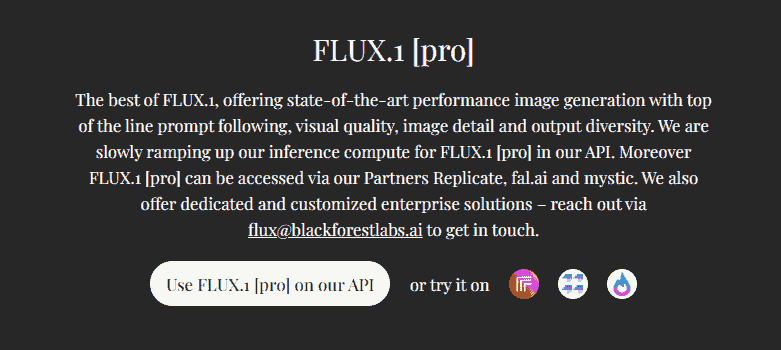 FLUX.1 [pro]
The best of FLUX.1, offering state-of-the-art performance image generation with top
of the line prompt following, visual quality, image detail and output diversity. We are
slowly ramping up our inference compute for FLUX.1 [pro] in our API. Moreover
FLUX.1 [pro] can be accessed via our Partners Replicate, fal.ai and mystic. We also
offer dedicated and customized enterprise solutions – reach out via
flux@blackforestlabs.ai to get in touch.
Use FLUX.1 [pro] on our API or try it on